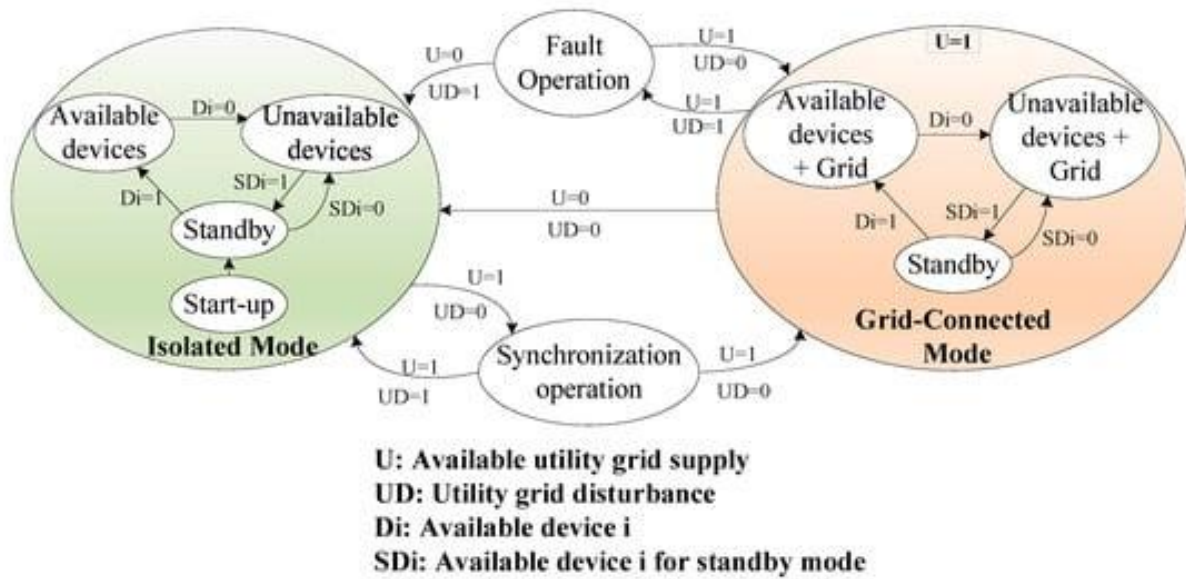 U=0
UD=1
Fault
Operation
U=1
UD=0
U=1
UD=1
U=1
Available
devices
Di=0
Unavailable
devices
Di=1
SDi=1
SDi=0
Standby
Start-up
Isolated Mode
U=0
UD=0
Available
devices
+ Grid
Di=0
Unavailable
devices +
Grid
Di=1
SDi=1
SDi=0
Standby
Grid-Connected
Mode
U=1
UD=0
U=1
UD=1
Synchronization
operation
U=1
UD=0
U: Available utility grid supply
UD: Utility grid disturbance
Di: Available device i
SDi: Available device i for standby mode